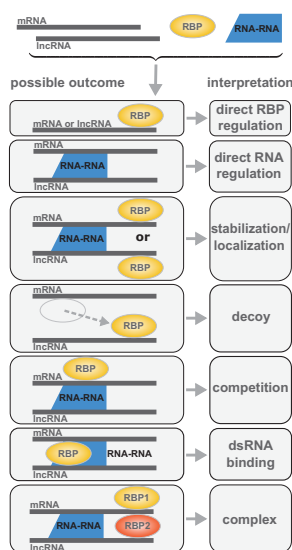 mRNA
lncRNA
RBP
RNA-RNA
possible outcome
interpretation
RBP
mRNA or lncRNA
direct RBP
regulation
mRNA
RNA-RNA
lncRNA
direct RNA
regulation
RBP
mRNA
RNA-RNA
or
lncRNA
RBP
stabilization/
localization
mRNA
RBP
lncRNA
decoy
RBP
mRNA
RNA-RNA
lncRNA
competition
mRNA
RBP
RNA-RNA
lncRNA
dsRNA
binding
RBP1
mRNA
RNA-RNA
RBP2
lncRNA
complex